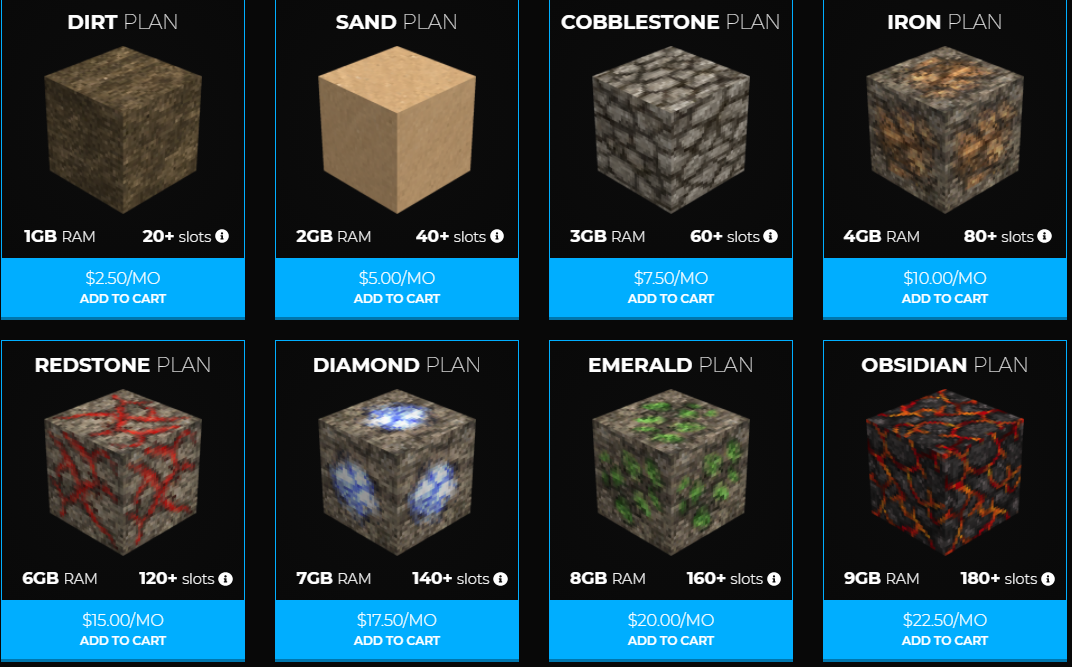 DIRT PLAN
1GB RAM 20+ slots
$2.50/MO
ADD TO CART
SAND PLAN
2GB RAM 40+ slots
$5.00/MO
ADD TO CART
COBBLESTONE PLAN
3GB RAM 60+ slots
$7.50/MO
ADD TO CART
IRON PLAN
4GB RAM 80+ slots
$10.00/MO
ADD TO CART
REDSTONE PLAN
6GB RAM 120+ slots
$15.00/MO
ADD TO CART
DIAMOND PLAN
7GB RAM 140+ slots
$17.50/MO
ADD TO CART
EMERALD PLAN
8GB RAM 160+ slots
$20.00/MO
ADD TO CART
OBSIDIAN PLAN
9GB RAM 180+ slots
$22.50/MO
ADD TO CART